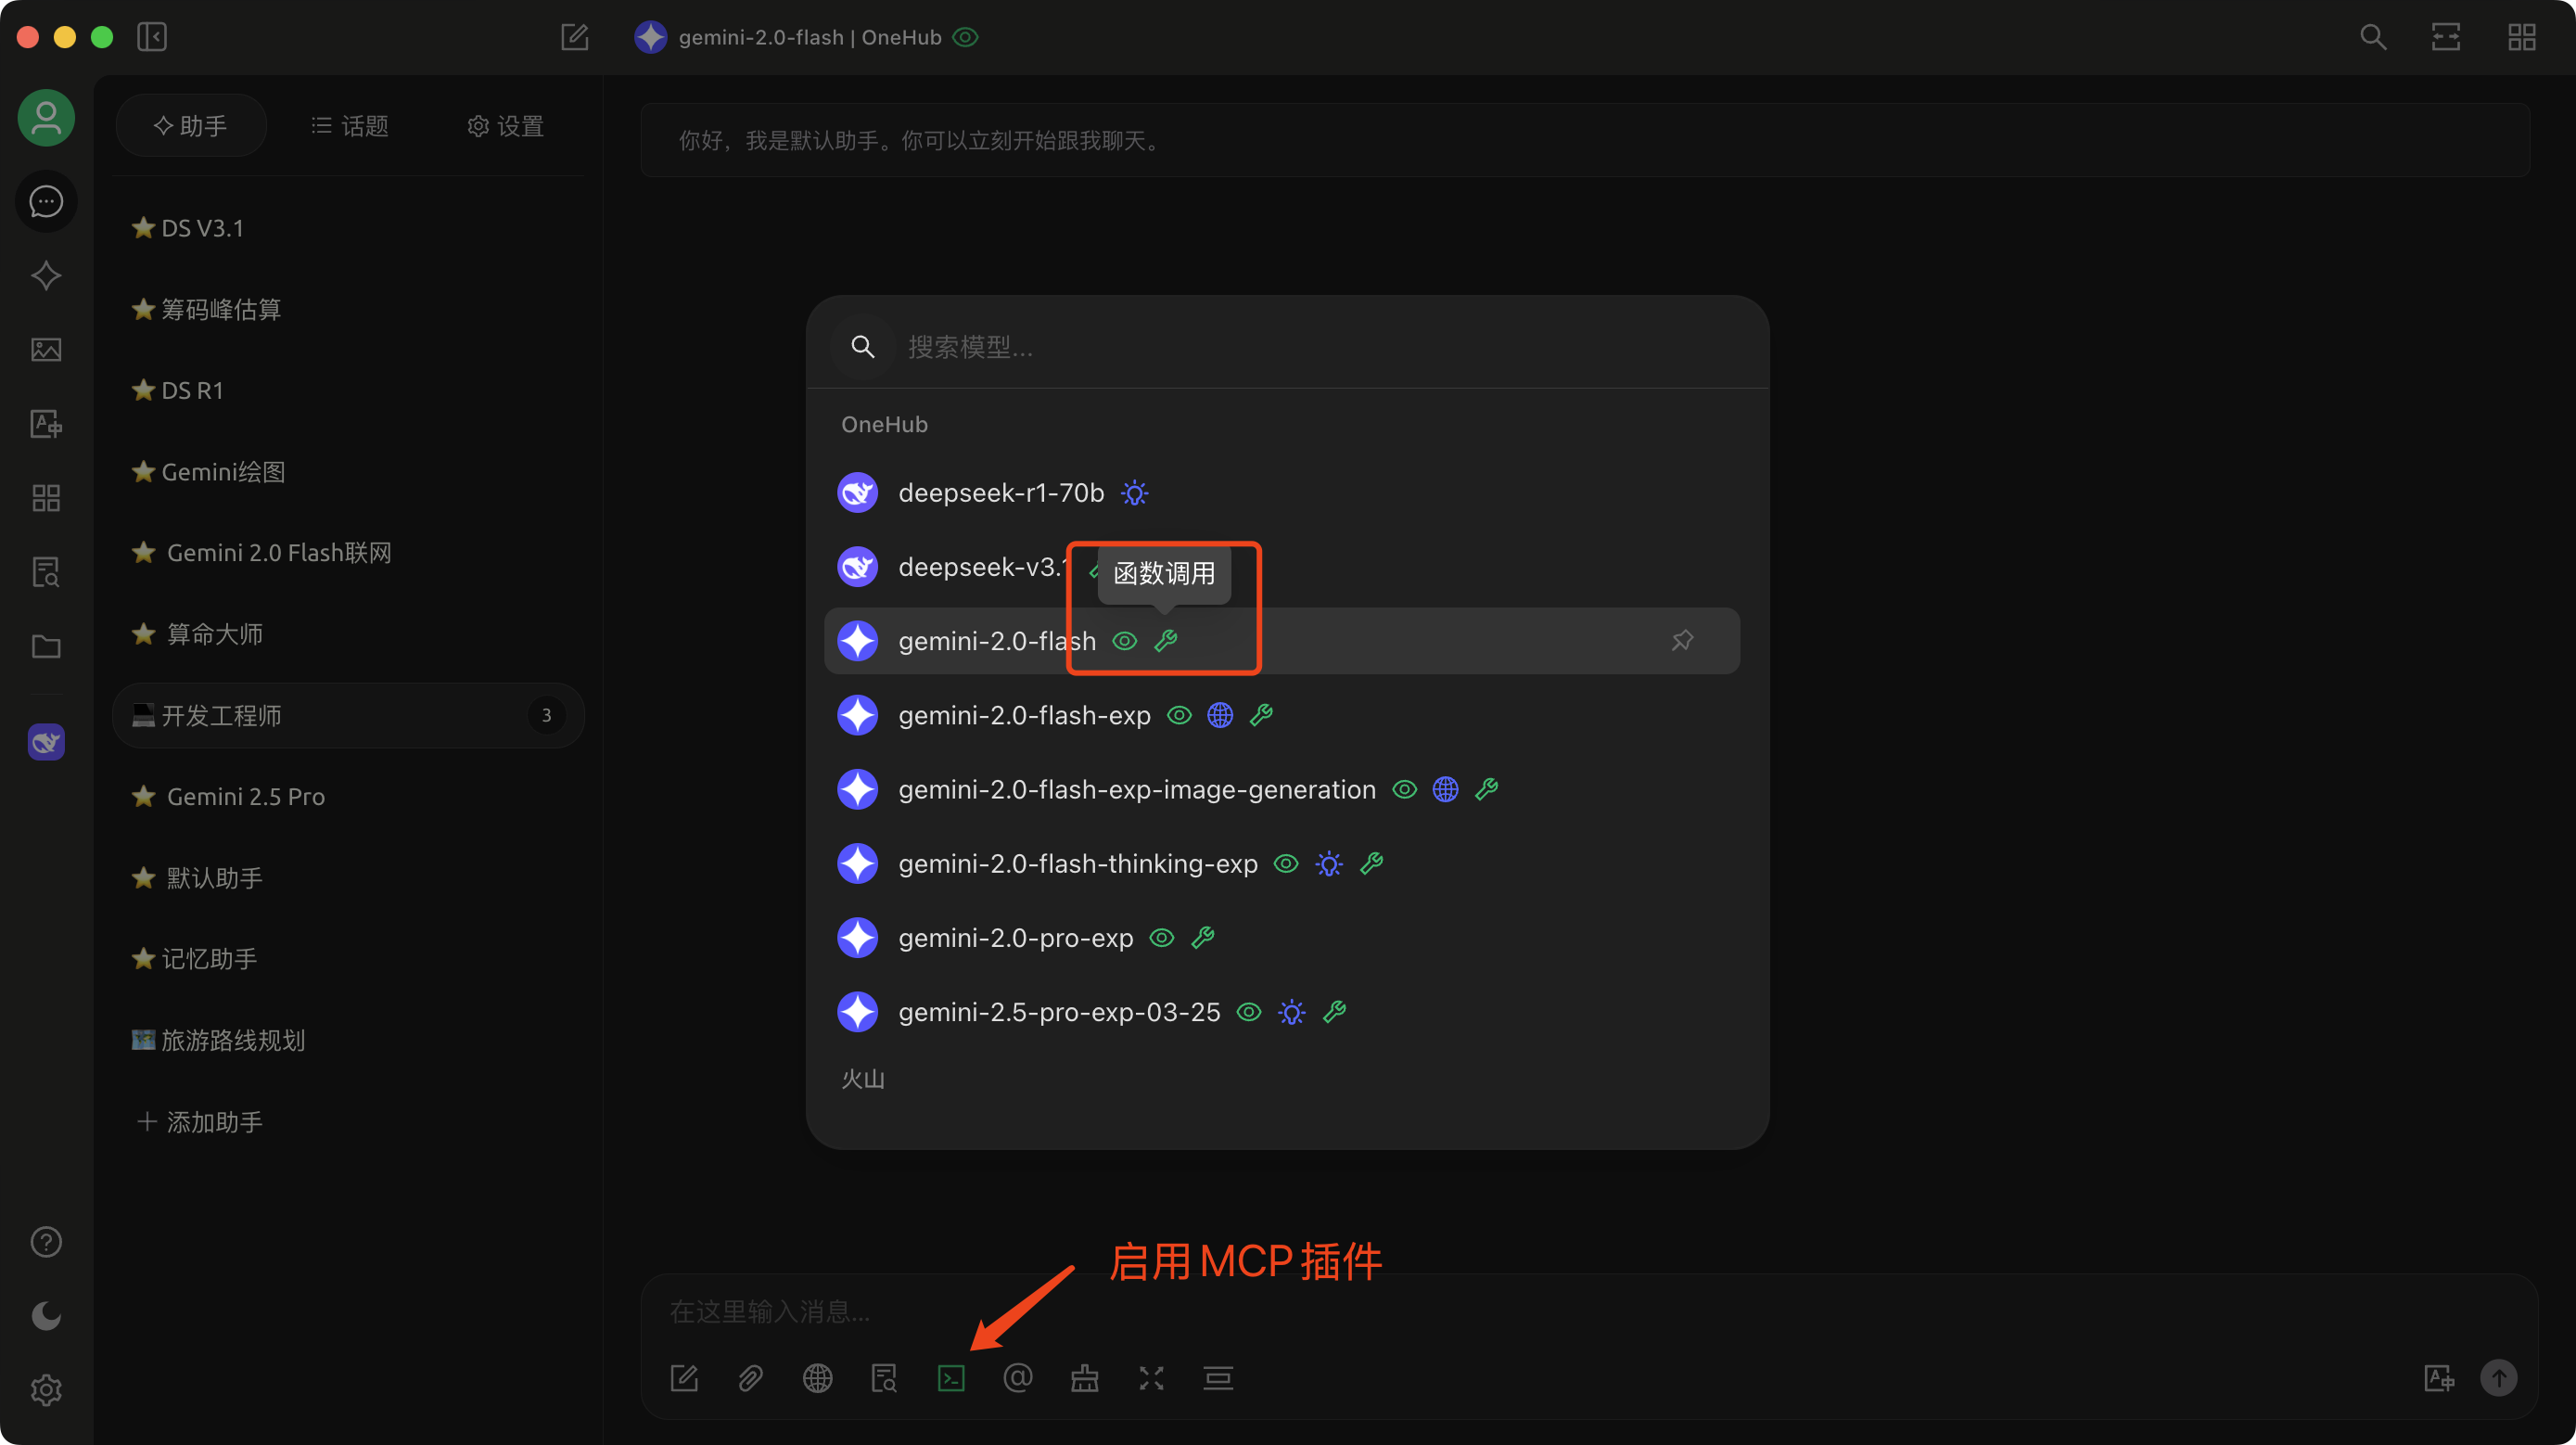 gemini-2.0-flash | OneHub
助手
话题
设置
DS V3.1
筹码峰估算
DS R1
Gemini绘图
Gemini 2.0 Flash联网
算命大师
开发工程师
3
Gemini 2.5 Pro
默认助手
记忆助手
旅游路线规划
添加助手
你好，我是默认助手。你可以立刻开始跟我聊天。
搜索模型...
OneHub
deepseek-r1-70b
deepseek-v3.1
函数调用
gemini-2.0-flash
gemini-2.0-flash-exp
gemini-2.0-flash-exp-image-generation
gemini-2.0-flash-thinking-exp
gemini-2.0-pro-exp
gemini-2.5-pro-exp-03-25
火山
启用 MCP 插件
在这里输入消息...